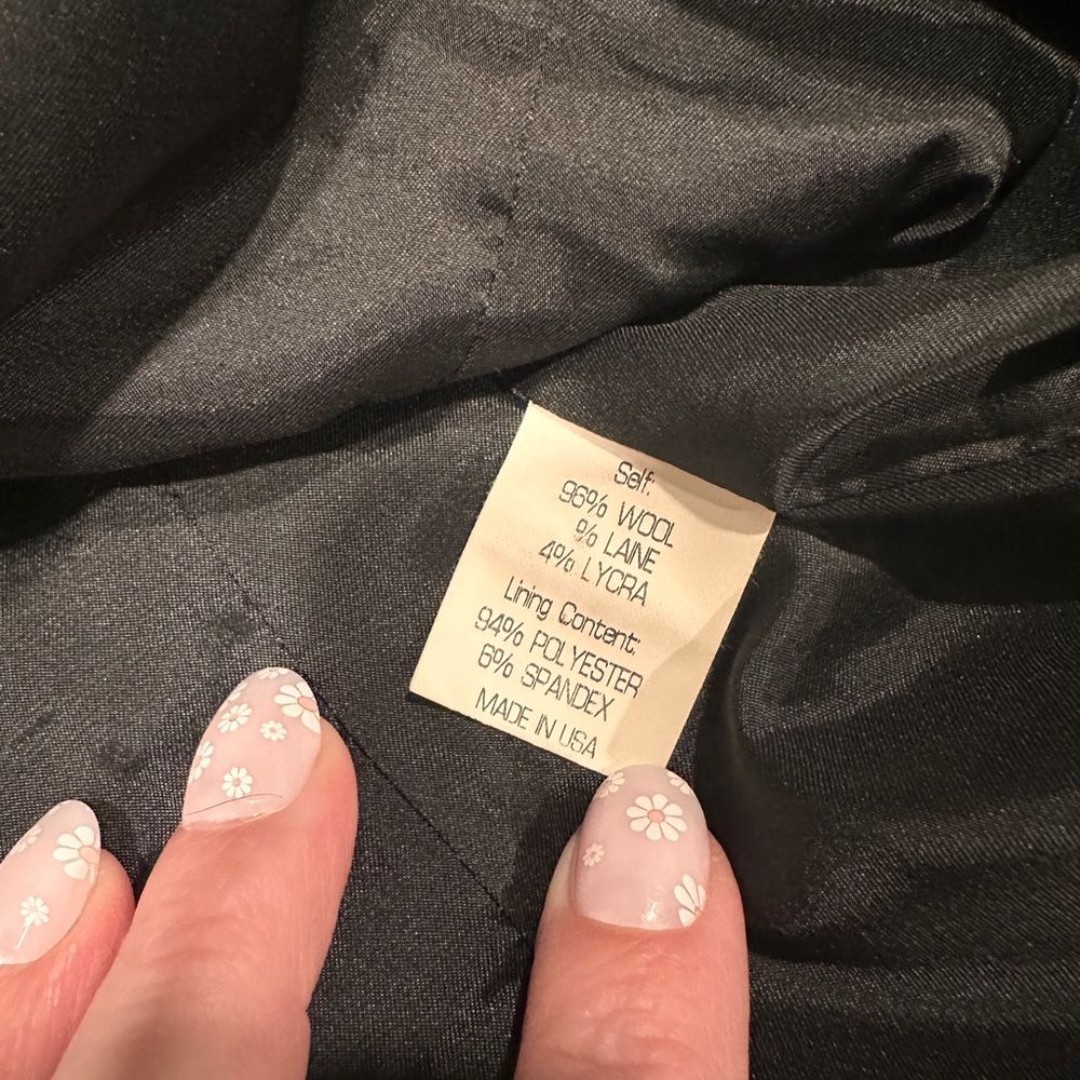 Self:
96% WOOL
% LAINE
4% LYCRA
Lining Content:
94% POLYESTER
6% SPANDEX
MADE IN USA